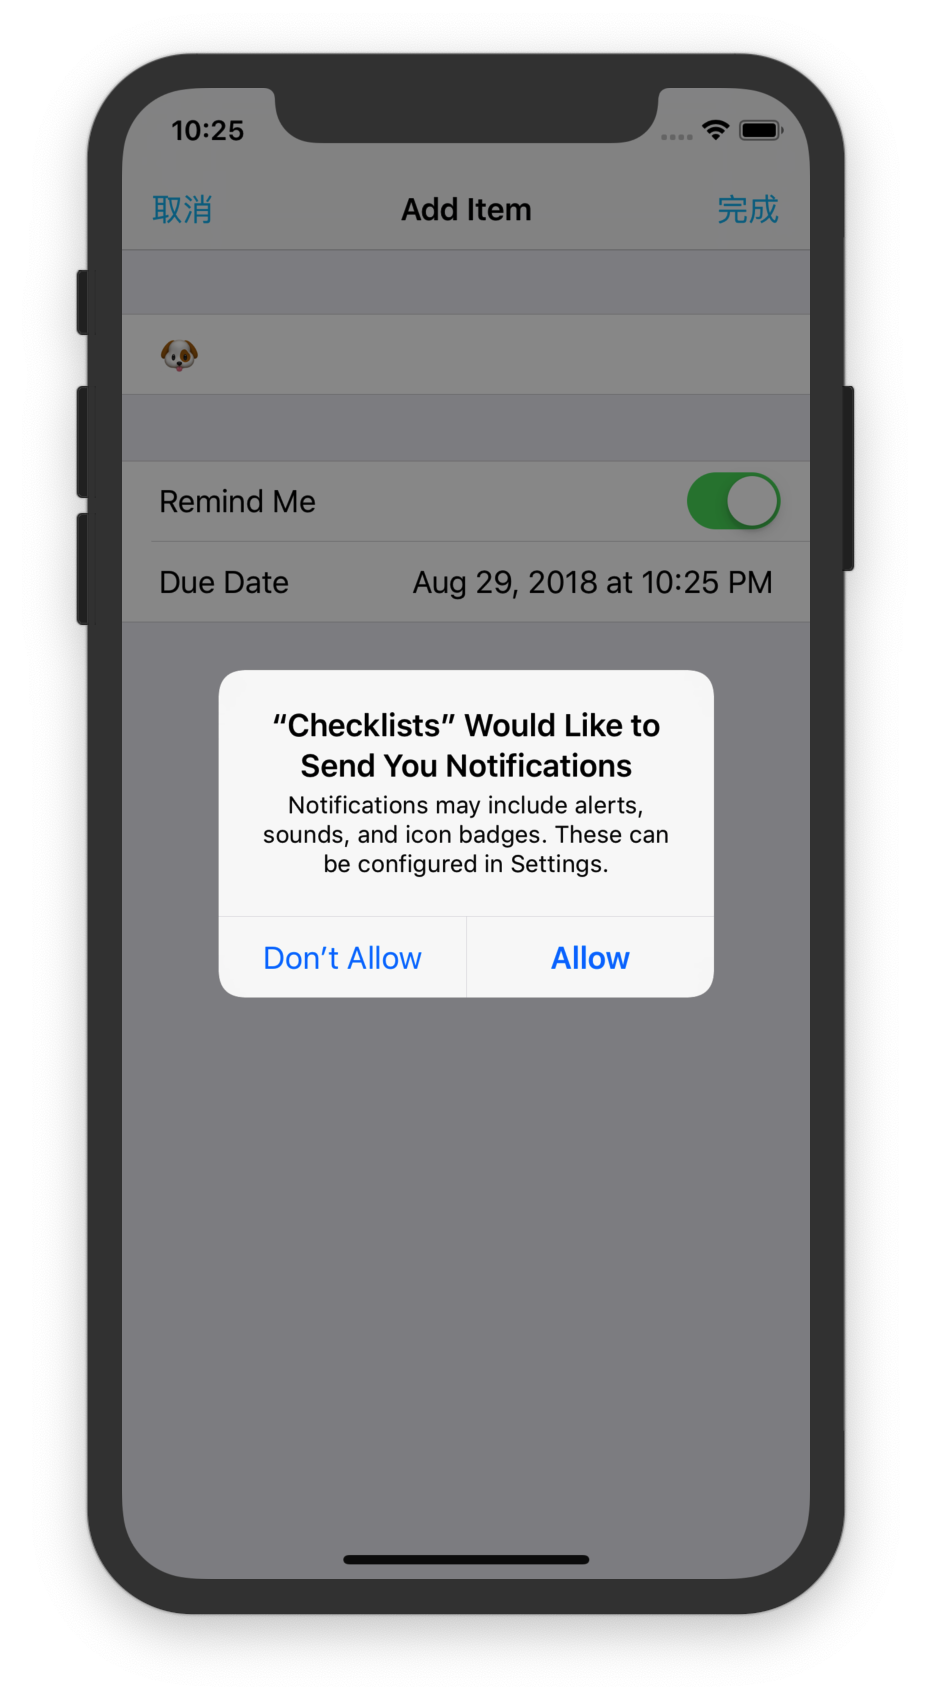 10:25
取消 Add Item 完成
🐶
Remind Me
Due Date Aug 29, 2018 at 10:25 PM
“Checklists” Would Like to
Send You Notifications
Notifications may include alerts,
sounds, and icon badges. These can
be configured in Settings.
Don’t Allow Allow